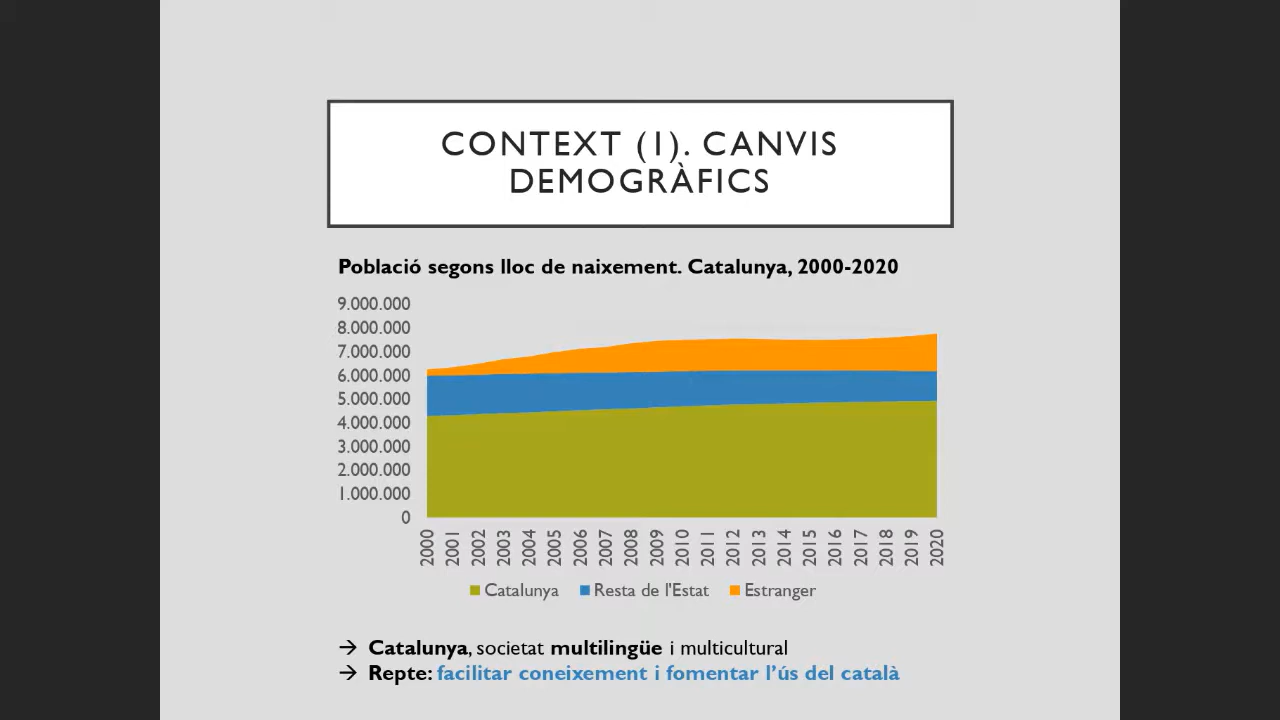 CONTEXT (1). CANVIS
DEMOGRÀFICS
Població segons lloc de naixement. Catalunya, 2000-2020
9.000.000
8.000.000
7.000.000
6.000.000
5.000.000
4.000.000
3.000.000
2.000.000
1.000.000
0
2000 2001 2002 2003 2004 2005 2006 2007 2008 2009 2010 2011 2012 2013 2014 2015 2016 2017 2018 2019 2020
Catalunya Resta de l'Estat Estranger
→ Catalunya, societat multilingüe i multicultural
→ Repte: facilitar coneixement i fomentar l'ús del català